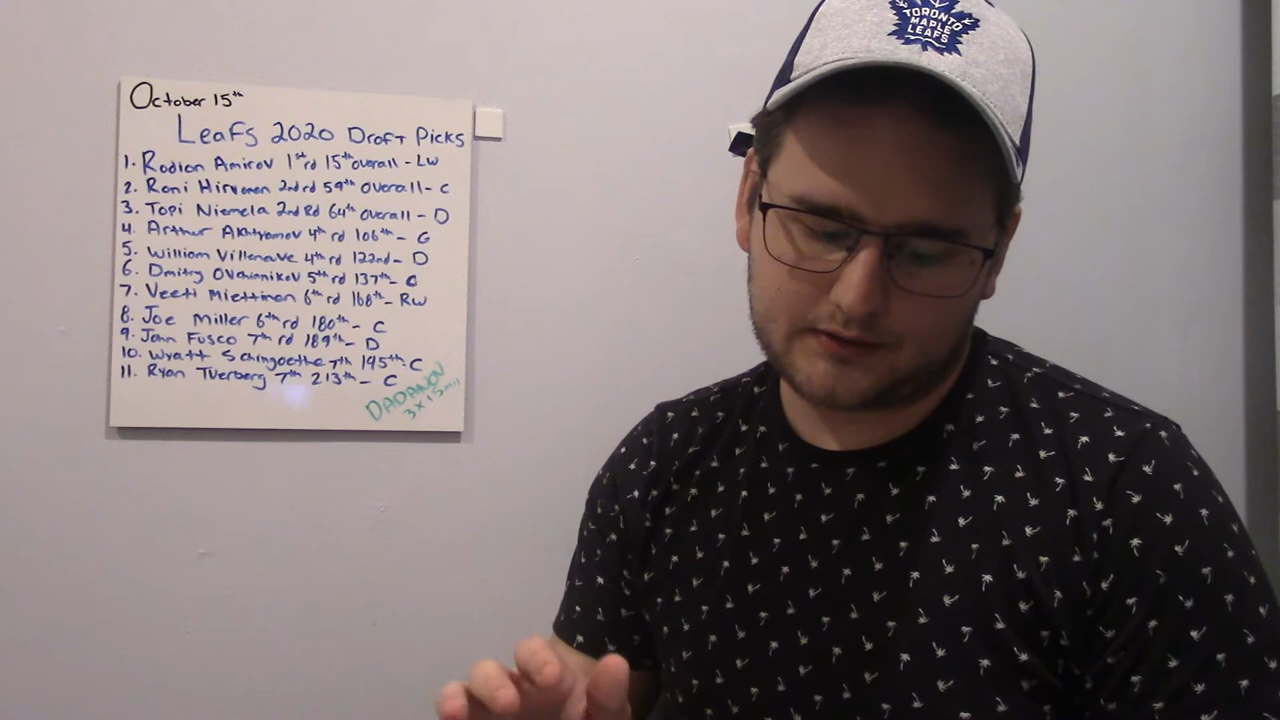 October 15th
Leafs 2020 Draft Picks
1. Rodion Amirov 1st rd 15th overall - LW
2. Roni Hirvonen 2nd rd 59th overall - C
3. Topi Niemela 2nd Rd 64th overall - D
4. Arthur Akhtyamov 4th rd 106th - G
5. William Villeneuve 4th rd 122nd - D
6. Dmitry Ovchinnikov 5th rd 137th - C
7. Veeti Miettinen 6th rd 168th - RW
8. Joe Miller 6th rd 180th - C
9. John Fusco 7th rd 189th - D
10. Wyatt Schingoethe 7th 195th - C
11. Ryan Tverberg 7th 213th - C
DADANOV
3x15min
TORONTO
MAPLE
LEAFS